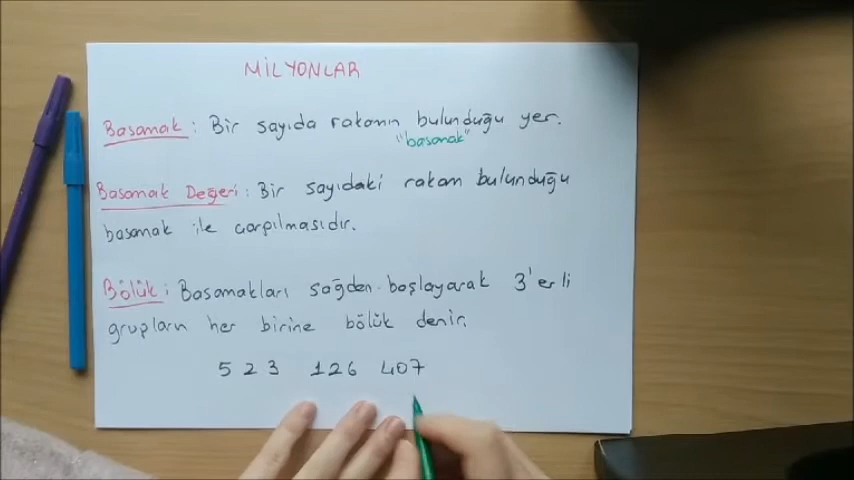 MİLYONLAR
Basamak : Bir sayıda rakamın bulunduğu yer.
"basamak"
Basamak Değeri : Bir sayıdaki rakam bulunduğu
basamak ile çarpılmasıdır.
Bölük : Basamakları sağdan başlayarak 3'erli
grupların her birine bölük denir.
523 126 407